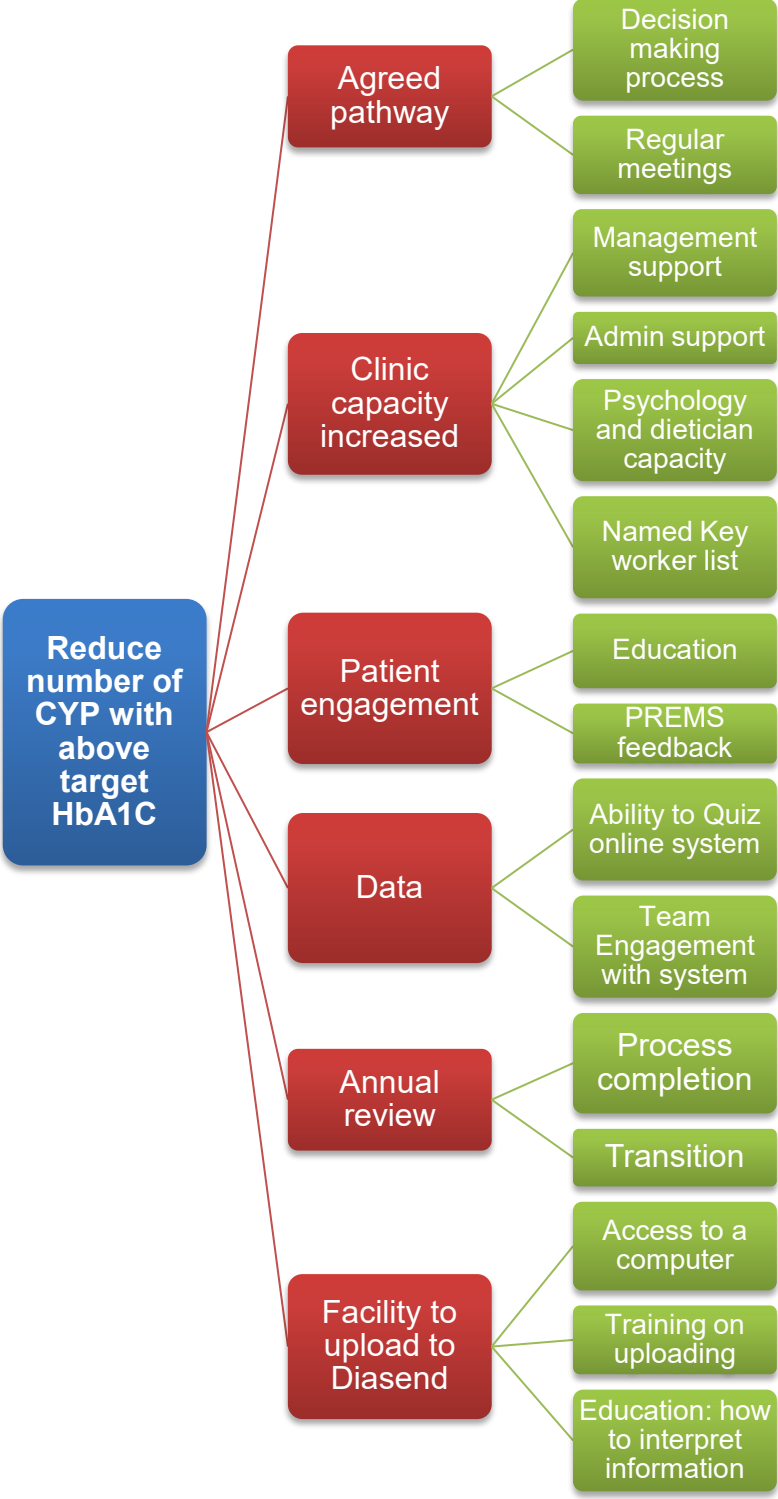 Reduce
number of
CYP with
above
target
HbA1C
Agreed
pathway
Decision
making
process
Regular
meetings
Clinic
capacity
increased
Management
support
Admin support
Psychology
and dietician
capacity
Named Key
worker list
Patient
engagement
Education
PREMS
feedback
Data
Ability to Quiz
online system
Team
Engagement
with system
Annual
review
Process
completion
Transition
Facility to
upload to
Diasend
Access to a
computer
Training on
uploading
Education: how
to interpret
information